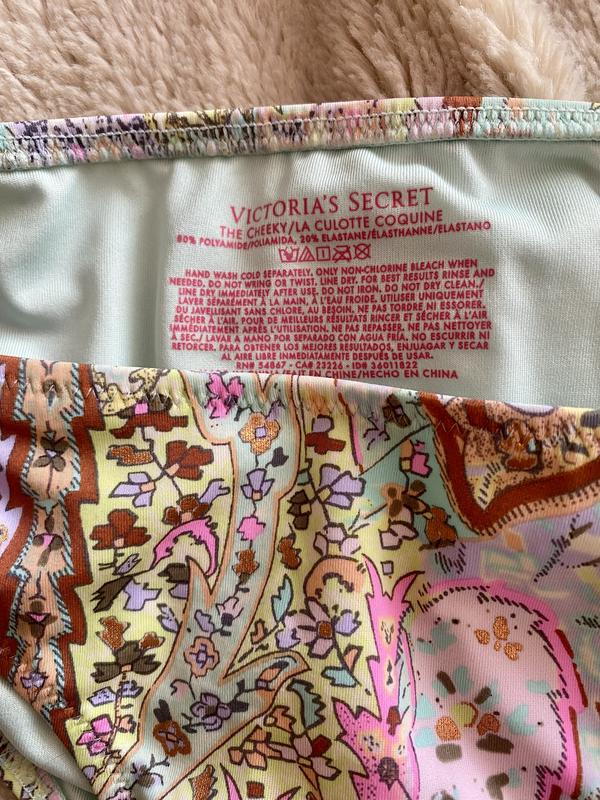 VICTORIA'S SECRET
THE CHEEKY/LA CULOTTE COQUINE
80% POLYAMIDE/POLIAMIDA, 20% ELASTANE/ÉLASTHANNE/ELASTANO
HAND WASH COLD SEPARATELY. ONLY NON-CHLORINE BLEACH WHEN
NEEDED. DO NOT WRING OR TWIST. LINE DRY. FOR BEST RESULTS RINSE AND
LINE DRY IMMEDIATELY AFTER USE. DO NOT IRON. DO NOT DRY CLEAN./
LAVER SÉPARÉMENT À LA MAIN, À L'EAU FROIDE. UTILISER UNIQUEMENT
DU JAVELLISANT SANS CHLORE, AU BESOIN. NE PAS TORDRE NI ESSORER.
SÉCHER À L'AIR. POUR DE MEILLEURS RÉSULTATS RINCER ET SÉCHER À L'AIR
IMMÉDIATEMENT APRÈS L'UTILISATION. NE PAS REPASSER. NE PAS NETTOYER
À SEC./ LAVAR A MANO POR SEPARADO CON AGUA FRÍA. NO ESCURRIR NI
RETORCER. PARA OBTENER LOS MEJORES RESULTADOS, ENJUAGAR Y SECAR
AL AIRE LIBRE INMEDIATAMENTE DESPUÉS DE USAR.
RN# 54867 • CA# 23226 • ID# 36011822
EN CHINE/HECHO EN CHINA